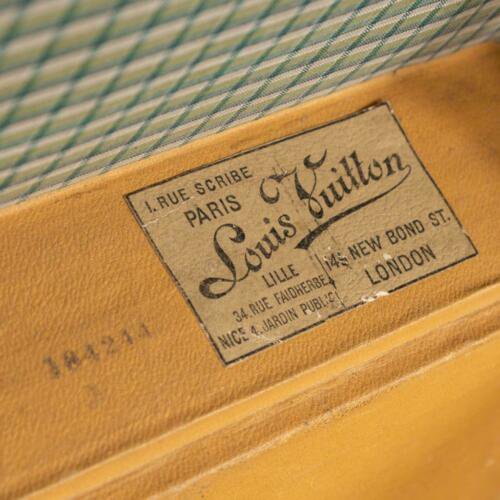 1. RUE SCRIBE
PARIS
Louis Vuitton
LILLE
34, RUE FAIDHERBE
NICE 4. JARDIN PUBLIC
149 NEW BOND ST.
LONDON
184214